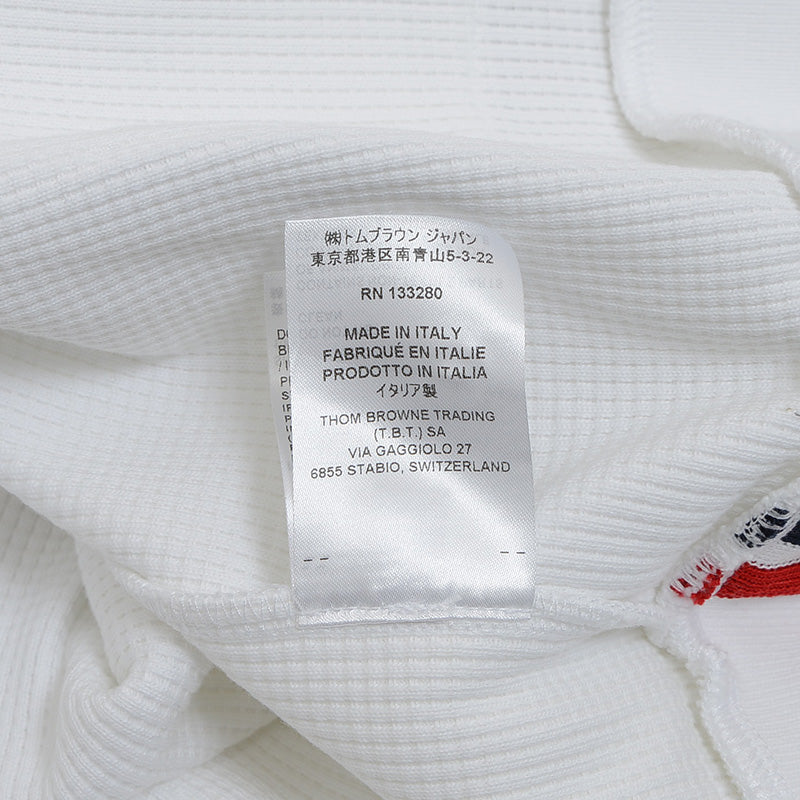 ㈱トムブラウン ジャパン
東京都港区南青山5-3-22
RN 133280
MADE IN ITALY
FABRIQUÉ EN ITALIE
PRODOTTO IN ITALIA
イタリア製
THOM BROWNE TRADING
(T.B.T.) SA
VIA GAGGIOLO 27
6855 STABIO, SWITZERLAND